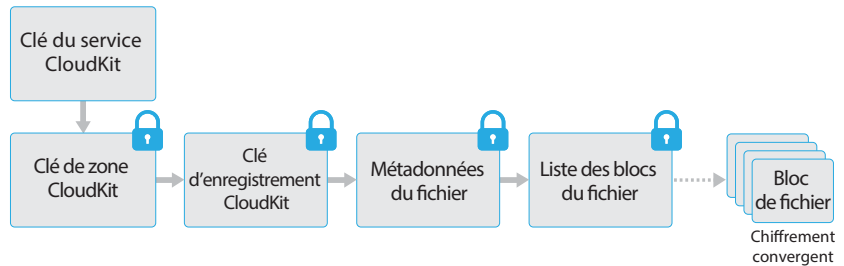 Clé du service
CloudKit
Clé de zone
CloudKit
Clé
d’enregistrement
CloudKit
Métadonnées
du fichier
Liste des blocs
du fichier
Bloc
de fichier
Chiffrement
convergent